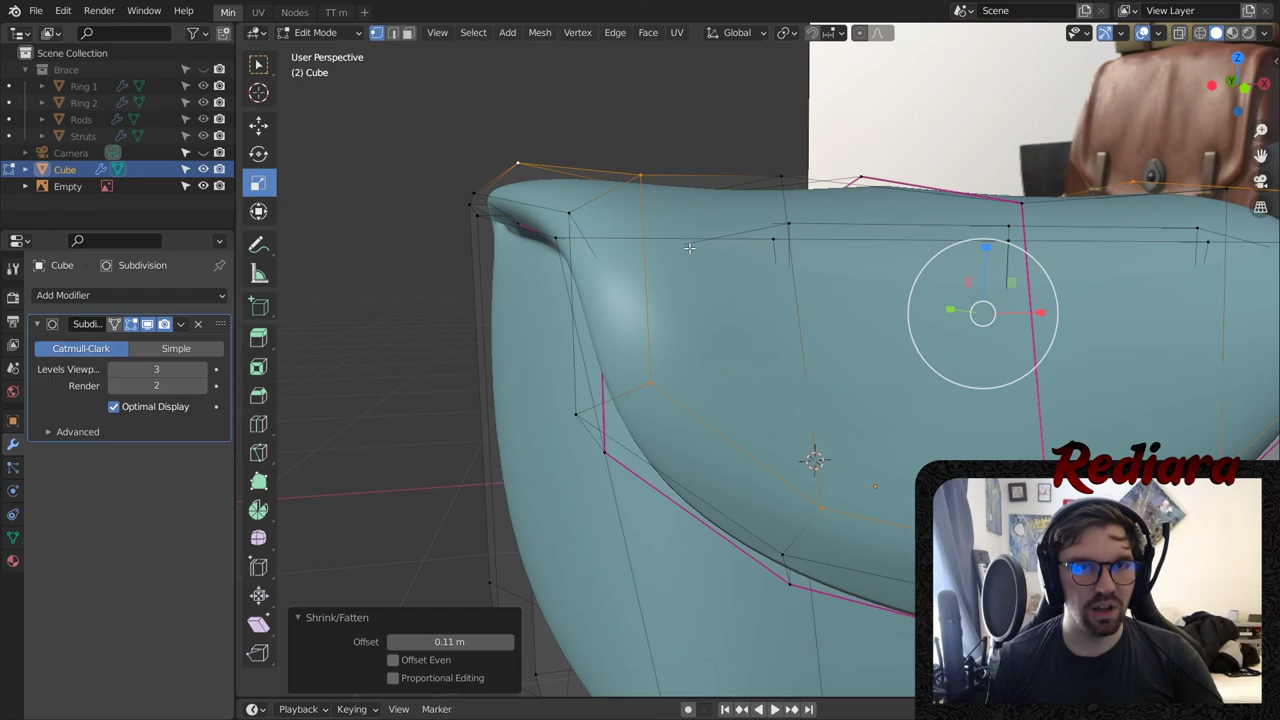 File Edit Render Window Help Min UV Nodes TT m Scene View Layer
Edit Mode View Select Add Mesh Vertex Edge Face UV Global
Scene Collection
Brace
Ring 1
Ring 2
Rods
Struts
Camera
Cube
Empty
User Perspective
(2) Cube
Z
Y
X
Cube Subdivision
Add Modifier
Subdi..
Catmull-Clark Simple
Levels Viewp.. 3
Render 2
Optimal Display
Advanced
Shrink/Fatten
Offset 0.11 m
Offset Even
Proportional Editing
Rediara
Playback Keying View Marker